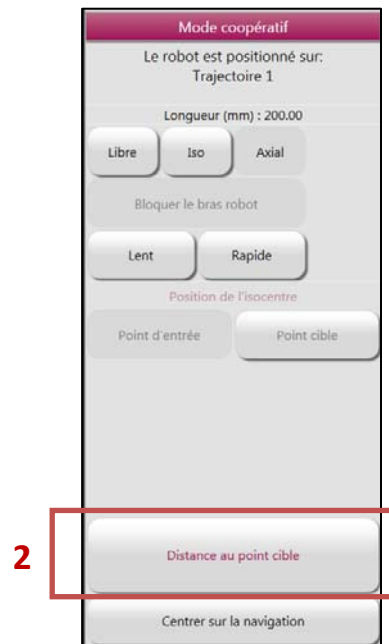 Mode coopératif
Le robot est positionné sur:
Trajectoire 1
Longueur (mm) : 200.00
Libre Iso Axial
Bloquer le bras robot
Lent Rapide
Position de l'isocentre
Point d'entrée Point cible
2
Distance au point cible
Centrer sur la navigation